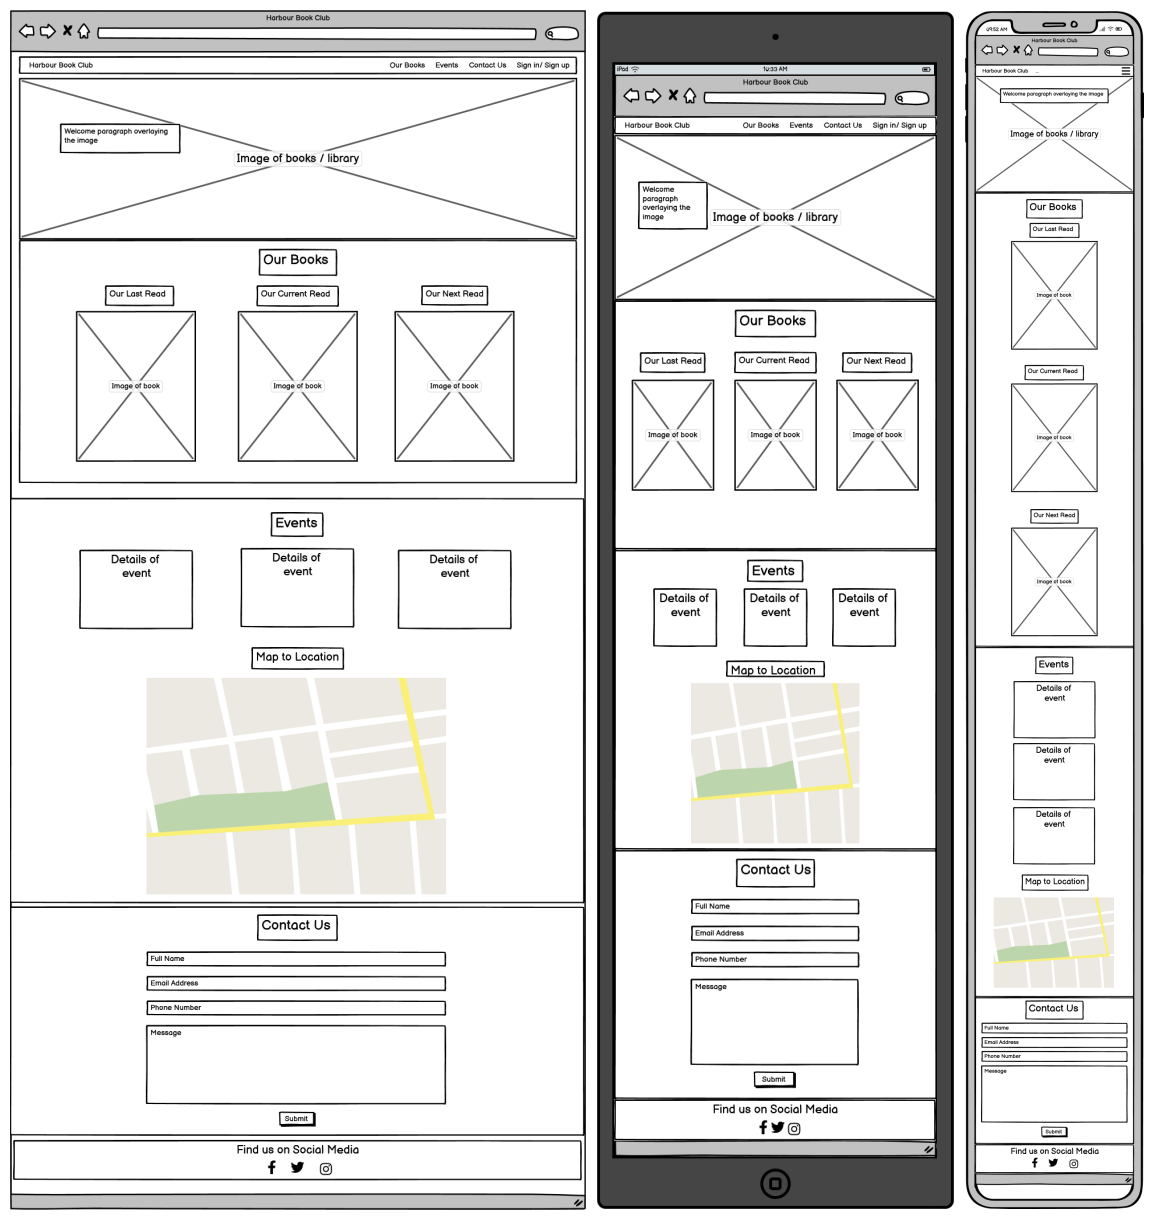 Harbour Book Club
Harbour Book Club Our Books Events Contact Us Sign in/ Sign up
Welcome paragraph overlaying
the image
Image of books / library
Our Books
Our Last Read Our Current Read Our Next Read
Image of book Image of book Image of book
Events
Details of
event
Details of
event
Details of
event
Map to Location
Contact Us
Full Name
Email Address
Phone Number
Message
Submit
Find us on Social Media
iPad 10:33 AM
Harbour Book Club
Harbour Book Club Our Books Events Contact Us Sign in/ Sign up
Welcome
paragraph
overlaying the
image
Image of books / library
Our Books
Our Last Read Our Current Read Our Next Read
Image of book Image of book Image of book
Events
Details of
event
Details of
event
Details of
event
Map to Location
Contact Us
Full Name
Email Address
Phone Number
Message
Submit
Find us on Social Media
09:52 AM
Harbour Book Club
Harbour Book Club ...
Welcome paragraph overlaying the image
Image of books / library
Our Books
Our Last Read
Image of book
Our Current Read
Image of book
Our Next Read
Image of book
Events
Details of
event
Details of
event
Details of
event
Map to Location
Contact Us
Full Name
Email Address
Phone Number
Message
Submit
Find us on Social Media